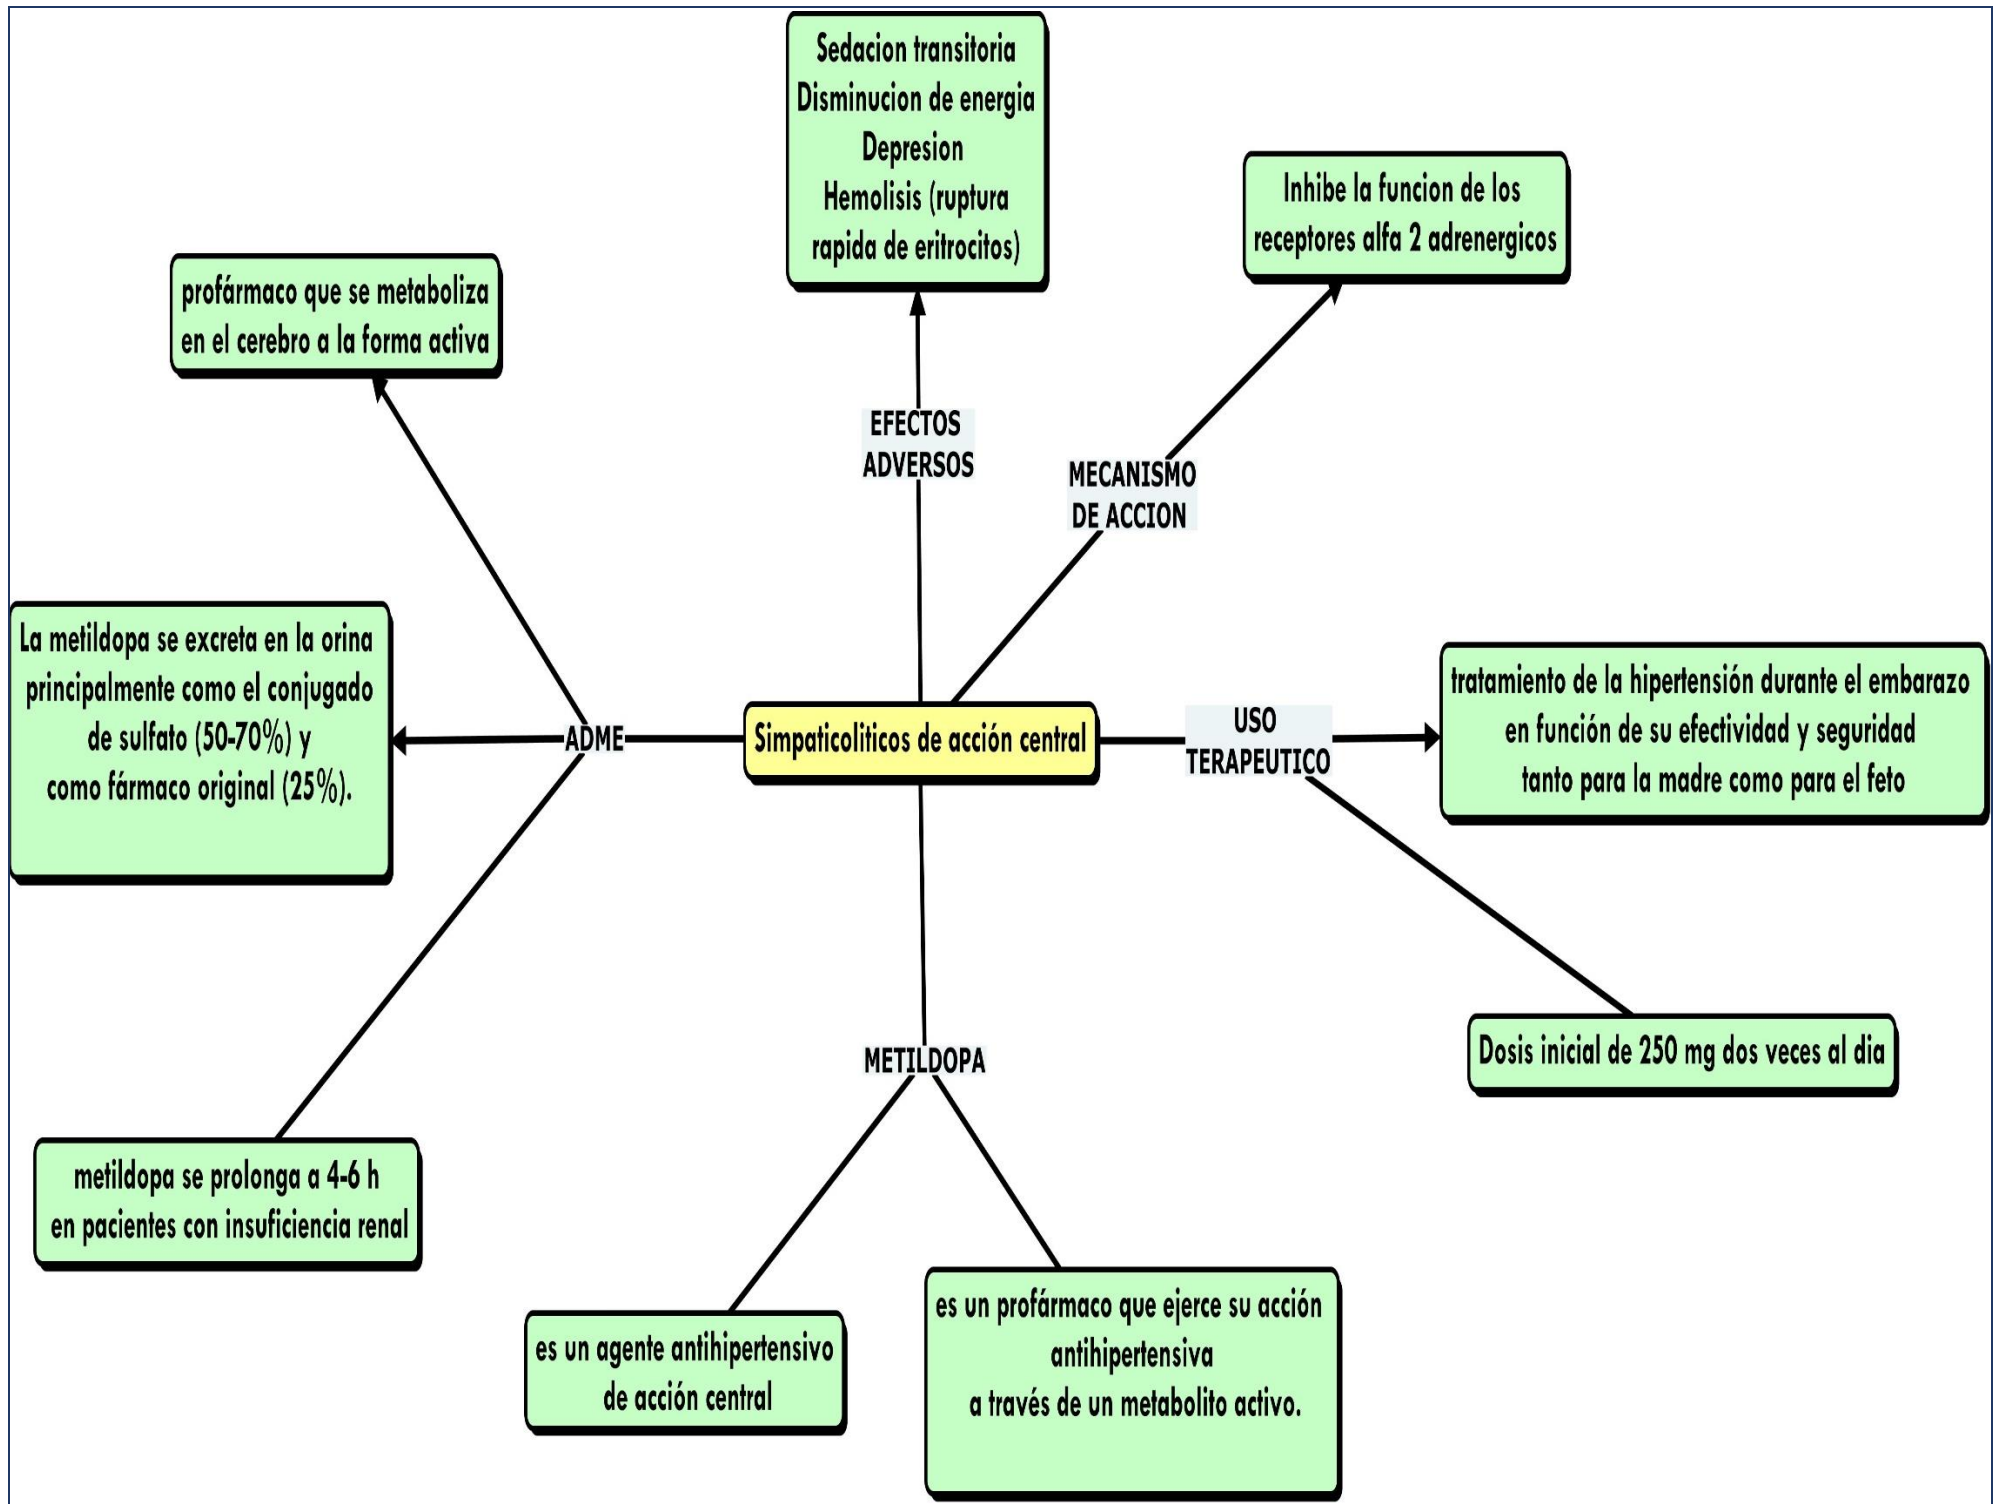 Sedacion transitoria
Disminucion de energia
Depresion
Hemolisis (ruptura
rapida de eritrocitos)
Inhibe la funcion de los
receptores alfa 2 adrenergicos
profármaco que se metaboliza
en el cerebro a la forma activa
EFECTOS
ADVERSOS
MECANISMO
DE ACCION
La metildopa se excreta en la orina
principalmente como el conjugado
de sulfato (50-70%) y
como fármaco original (25%).
ADME
Simpaticoliticos de acción central
USO
TERAPEUTICO
tratamiento de la hipertensión durante el embarazo
en función de su efectividad y seguridad
tanto para la madre como para el feto
Dosis inicial de 250 mg dos veces al dia
METILDOPA
metildopa se prolonga a 4-6 h
en pacientes con insuficiencia renal
es un agente antihipertensivo
de acción central
es un profármaco que ejerce su acción
antihipertensiva
a través de un metabolito activo.